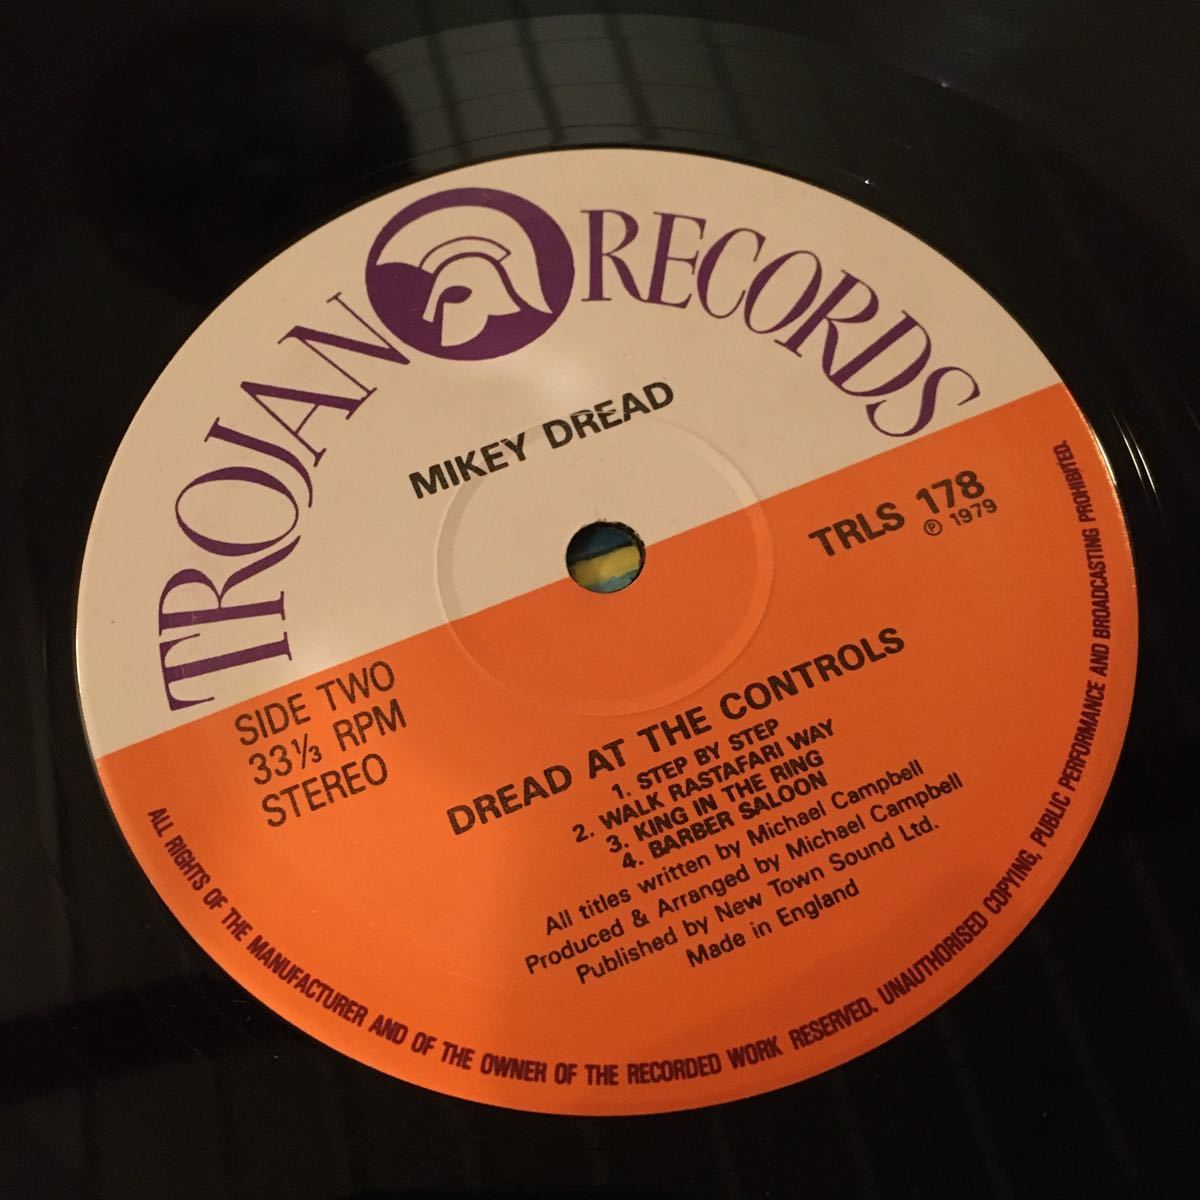 TROJAN RECORDS
MIKEY DREAD
TRLS 178
℗ 1979
SIDE TWO
33⅓ RPM
STEREO
DREAD AT THE CONTROLS
1. STEP BY STEP
2. WALK RASTAFARI WAY
3. KING IN THE RING
4. BARBER SALOON
All titles written by Michael Campbell
Produced & Arranged by Michael Campbell
Published by New Town Sound Ltd.
Made in England
ALL RIGHTS OF THE MANUFACTURER AND OF THE OWNER OF THE RECORDED WORK RESERVED. UNAUTHORISED COPYING, PUBLIC PERFORMANCE AND BROADCASTING PROHIBITED.